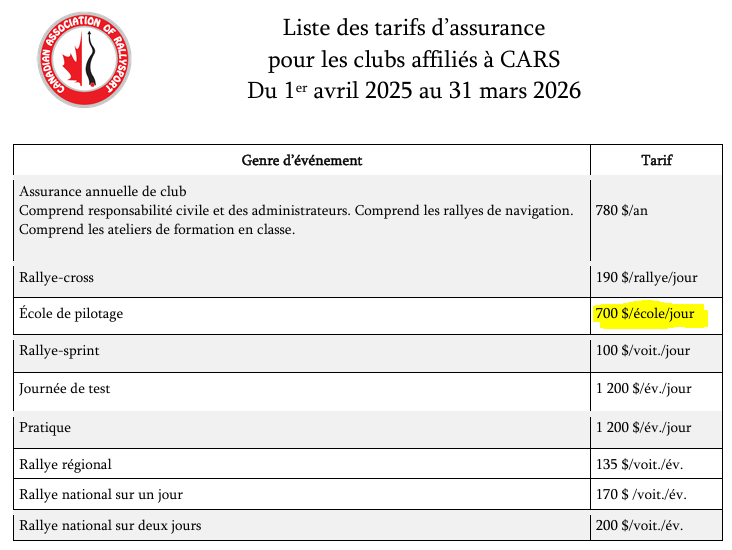 CANADIAN ASSOCIATION OF RALLYSPORT
Liste des tarifs d’assurance
pour les clubs affiliés à CARS
Du 1er avril 2025 au 31 mars 2026
Genre d’événement Tarif
Assurance annuelle de club
Comprend responsabilité civile et des administrateurs. Comprend les rallyes de navigation. 780 $/an
Comprend les ateliers de formation en classe.
Rallye-cross 190 $/rallye/jour
École de pilotage 700 $/école/jour
Rallye-sprint 100 $/voit./jour
Journée de test 1 200 $/év./jour
Pratique 1 200 $/év./jour
Rallye régional 135 $/voit./év.
Rallye national sur un jour 170 $ /voit./év.
Rallye national sur deux jours 200 $/voit./év.